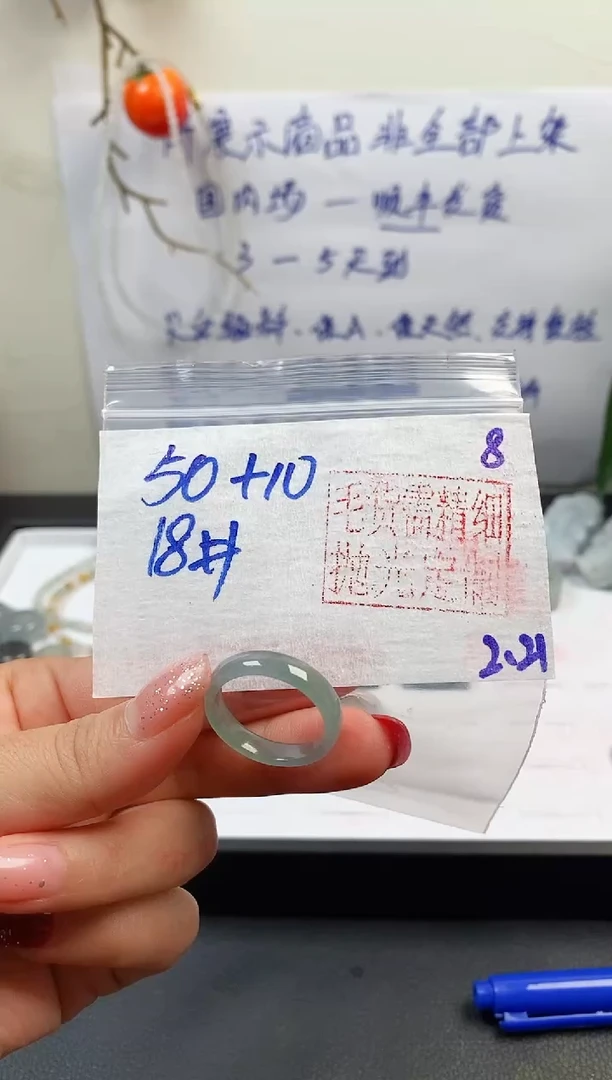 展示商品非全部上架
国内场一顺丰发货
3－5天到
50+10
18#
8
毛货需精细
抛光定制
2.21